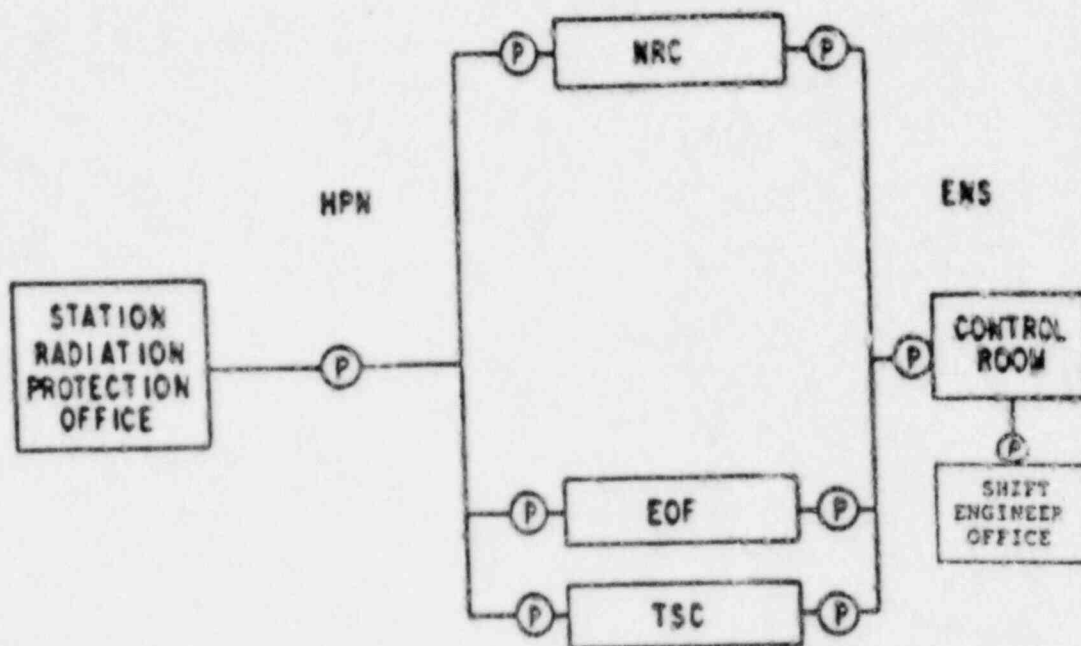 P
NRC
P
HPN
ENS
STATION
RADIATION
PROTECTION
OFFICE
P
P
CONTROL
ROOM
P
SHIFT
ENGINEER
OFFICE
P
EOF
P
P
TSC
P